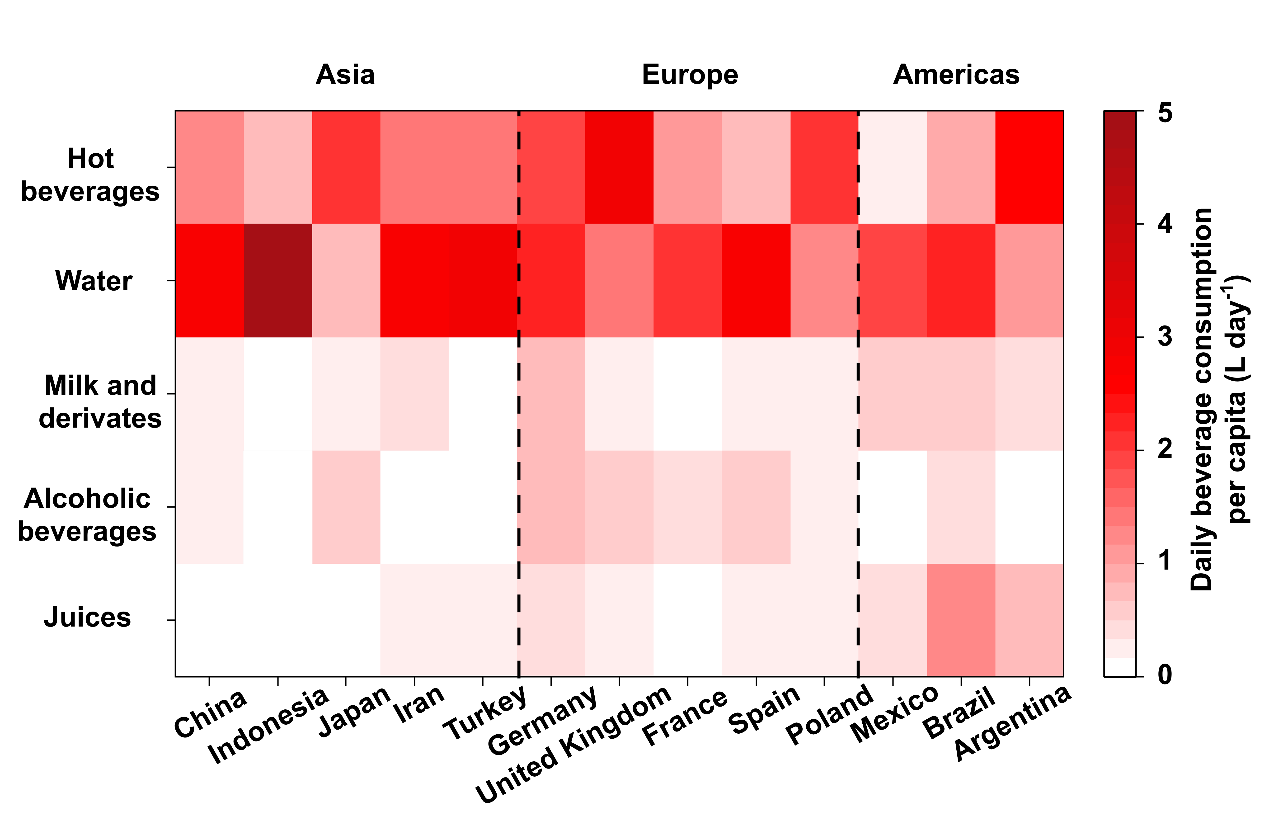 Asia
Europe
Americas
Hot
beverages
Water
Milk and
derivates
Alcoholic
beverages
Juices
China
Indonesia
Japan
Iran
Turkey
Germany
United Kingdom
France
Spain
Poland
Mexico
Brazil
Argentina
5
4
3
2
1
0
Daily beverage consumption
per capita (L day⁻¹)